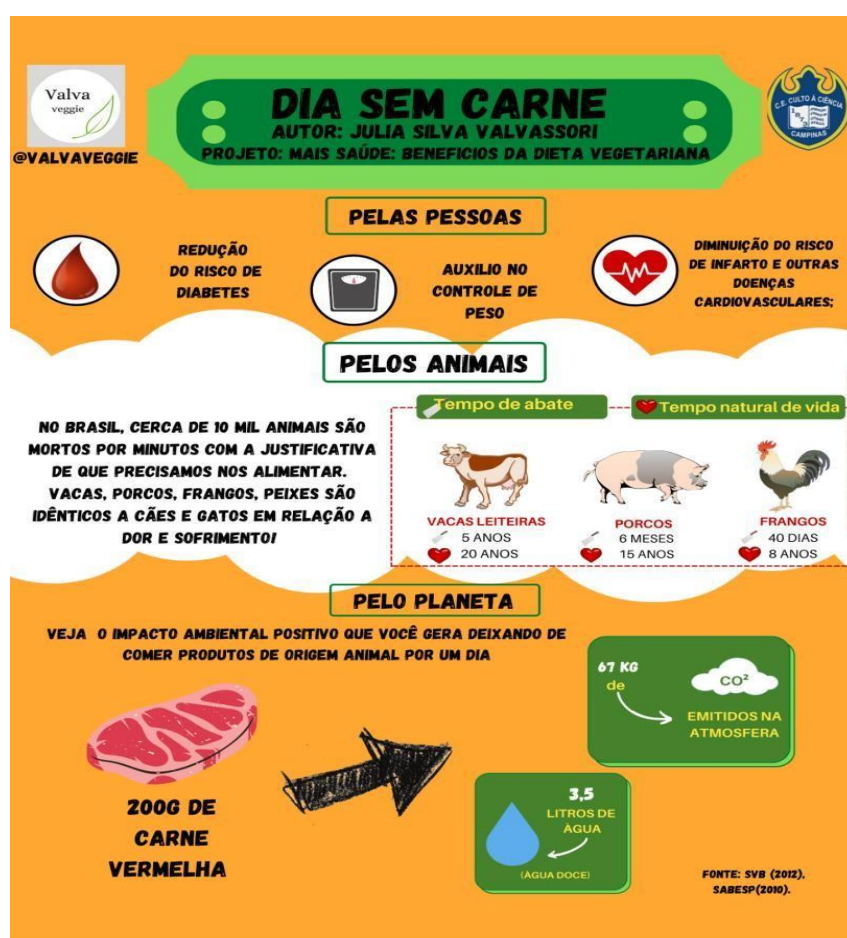 Valva
veggie
@VALVAVEGGIE
DIA SEM CARNE
AUTOR: JULIA SILVA VALVASSORI
PROJETO: MAIS SAÚDE: BENEFICIOS DA DIETA VEGETARIANA
C.E. CULTO À CIÊNCIA
CAMPINAS
PELAS PESSOAS
REDUÇÃO
DO RISCO DE
DIABETES
AUXILIO NO
CONTROLE DE
PESO
DIMINUIÇÃO DO RISCO
DE INFARTO E OUTRAS
DOENÇAS
CARDIOVASCULARES;
PELOS ANIMAIS
NO BRASIL, CERCA DE 10 MIL ANIMAIS SÃO
MORTOS POR MINUTOS COM A JUSTIFICATIVA
DE QUE PRECISAMOS NOS ALIMENTAR.
VACAS, PORCOS, FRANGOS, PEIXES SÃO
IDÊNTICOS A CÃES E GATOS EM RELAÇÃO A
DOR E SOFRIMENTO!
Tempo de abate
Tempo natural de vida
VACAS LEITEIRAS
5 ANOS
20 ANOS
PORCOS
6 MESES
15 ANOS
FRANGOS
40 DIAS
8 ANOS
PELO PLANETA
VEJA O IMPACTO AMBIENTAL POSITIVO QUE VOCÊ GERA DEIXANDO DE
COMER PRODUTOS DE ORIGEM ANIMAL POR UM DIA
200G DE
CARNE
VERMELHA
67 KG
de
CO²
EMITIDOS NA
ATMOSFERA
3,5
LITROS DE
ÀGUA
(ÀGUA DOCE)
FONTE: SVB (2012),
SABESP(2010).